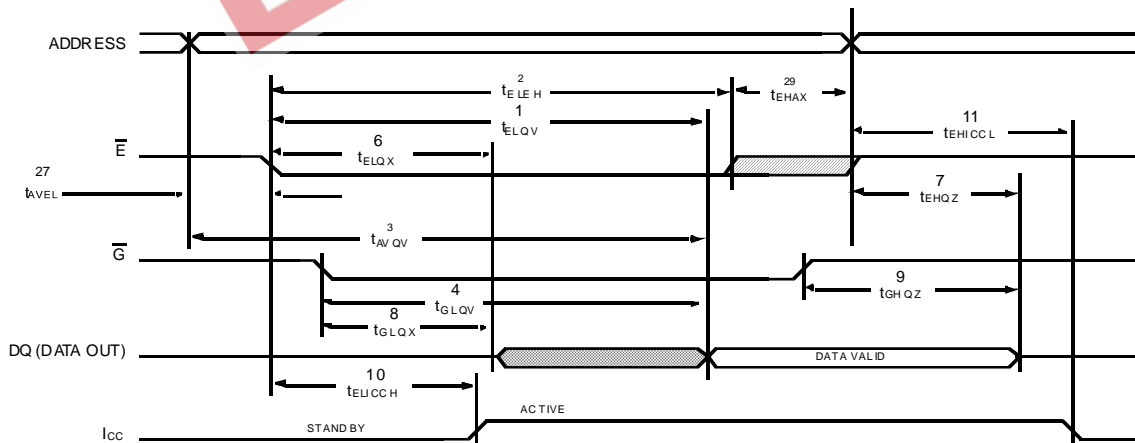 ADDRESS
2
tELEH
29
tEHAX
1
tELQV
11
tEHICCL
6
tELQX
E
27
tAVEL
7
tEHQZ
3
tAVQV
G
9
tGHQZ
4
tGLQV
8
tGLQX
DQ (DATA OUT)
DATA VALID
10
tELICCH
ACTIVE
STANDBY
ICC